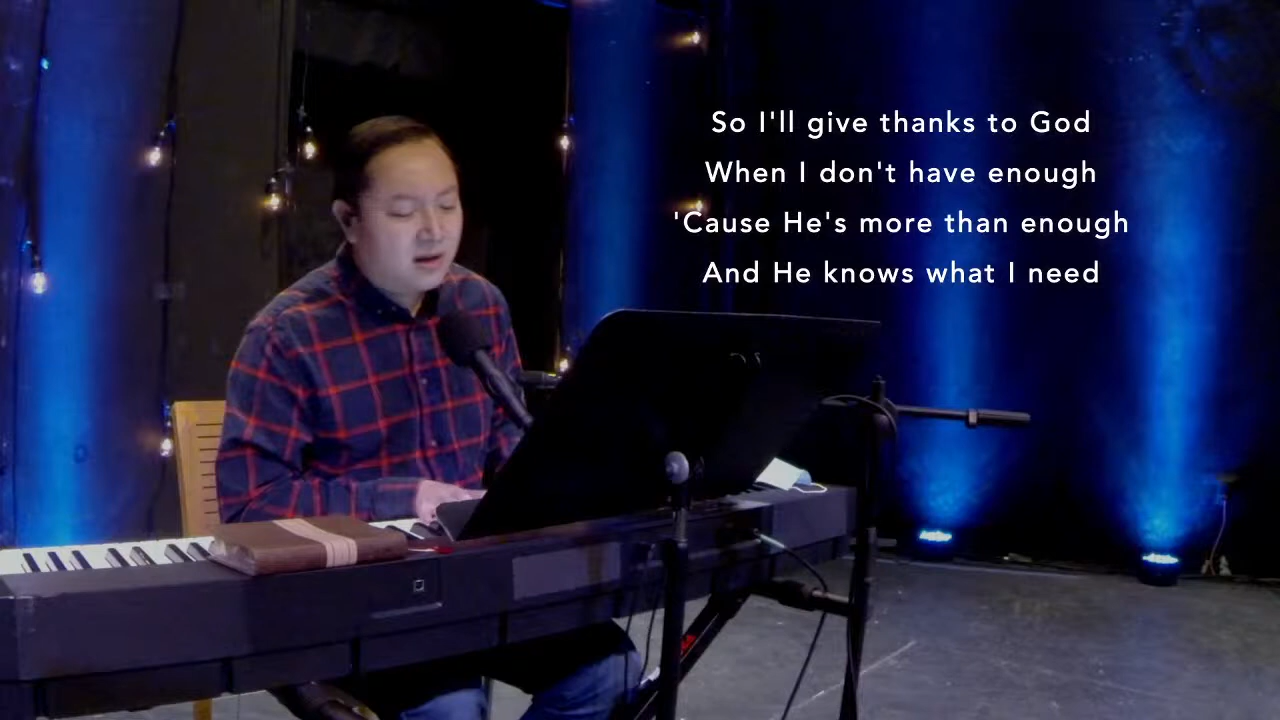 So I'll give thanks to God
When I don't have enough
'Cause He's more than enough
And He knows what I need